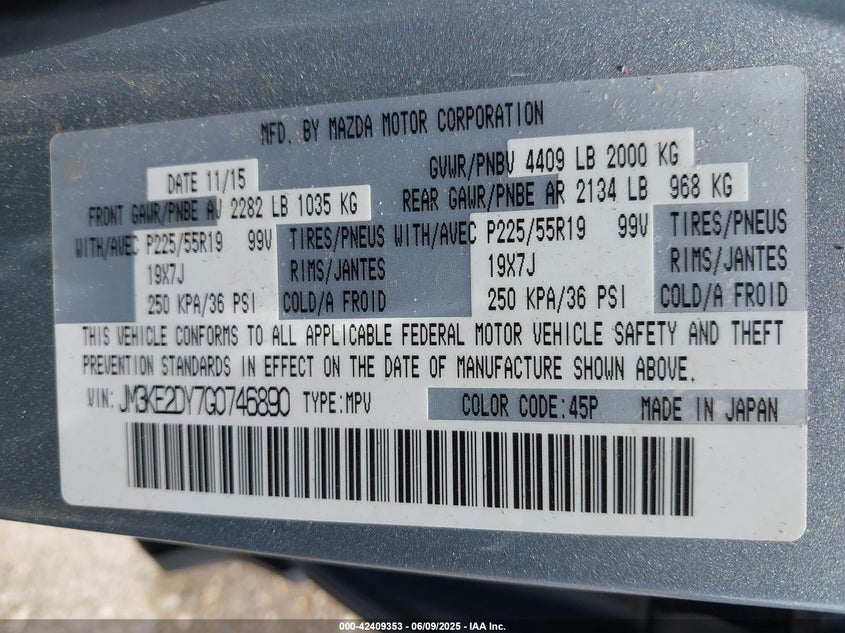 MFD. BY MAZDA MOTOR CORPORATION
DATE 11/15 GVWR/PNBV 4409 LB 2000 KG
FRONT GAWR/PNBE AV 2282 LB 1035 KG REAR GAWR/PNBE AR 2134 LB 968 KG
WITH/AVEC P225/55R19 99V TIRES/PNEUS WITH/AVEC P225/55R19 99V TIRES/PNEUS
19X7J RIMS/JANTES 19X7J RIMS/JANTES
250 KPA/36 PSI COLD/A FROID 250 KPA/36 PSI COLD/A FROID
THIS VEHICLE CONFORMS TO ALL APPLICABLE FEDERAL MOTOR VEHICLE SAFETY AND THEFT
PREVENTION STANDARDS IN EFFECT ON THE DATE OF MANUFACTURE SHOWN ABOVE.
VIN: JM3KE2DY7G0746890 TYPE:MPV COLOR CODE:45P MADE IN JAPAN
000-42409353 - 06/09/2025 - IAA Inc.